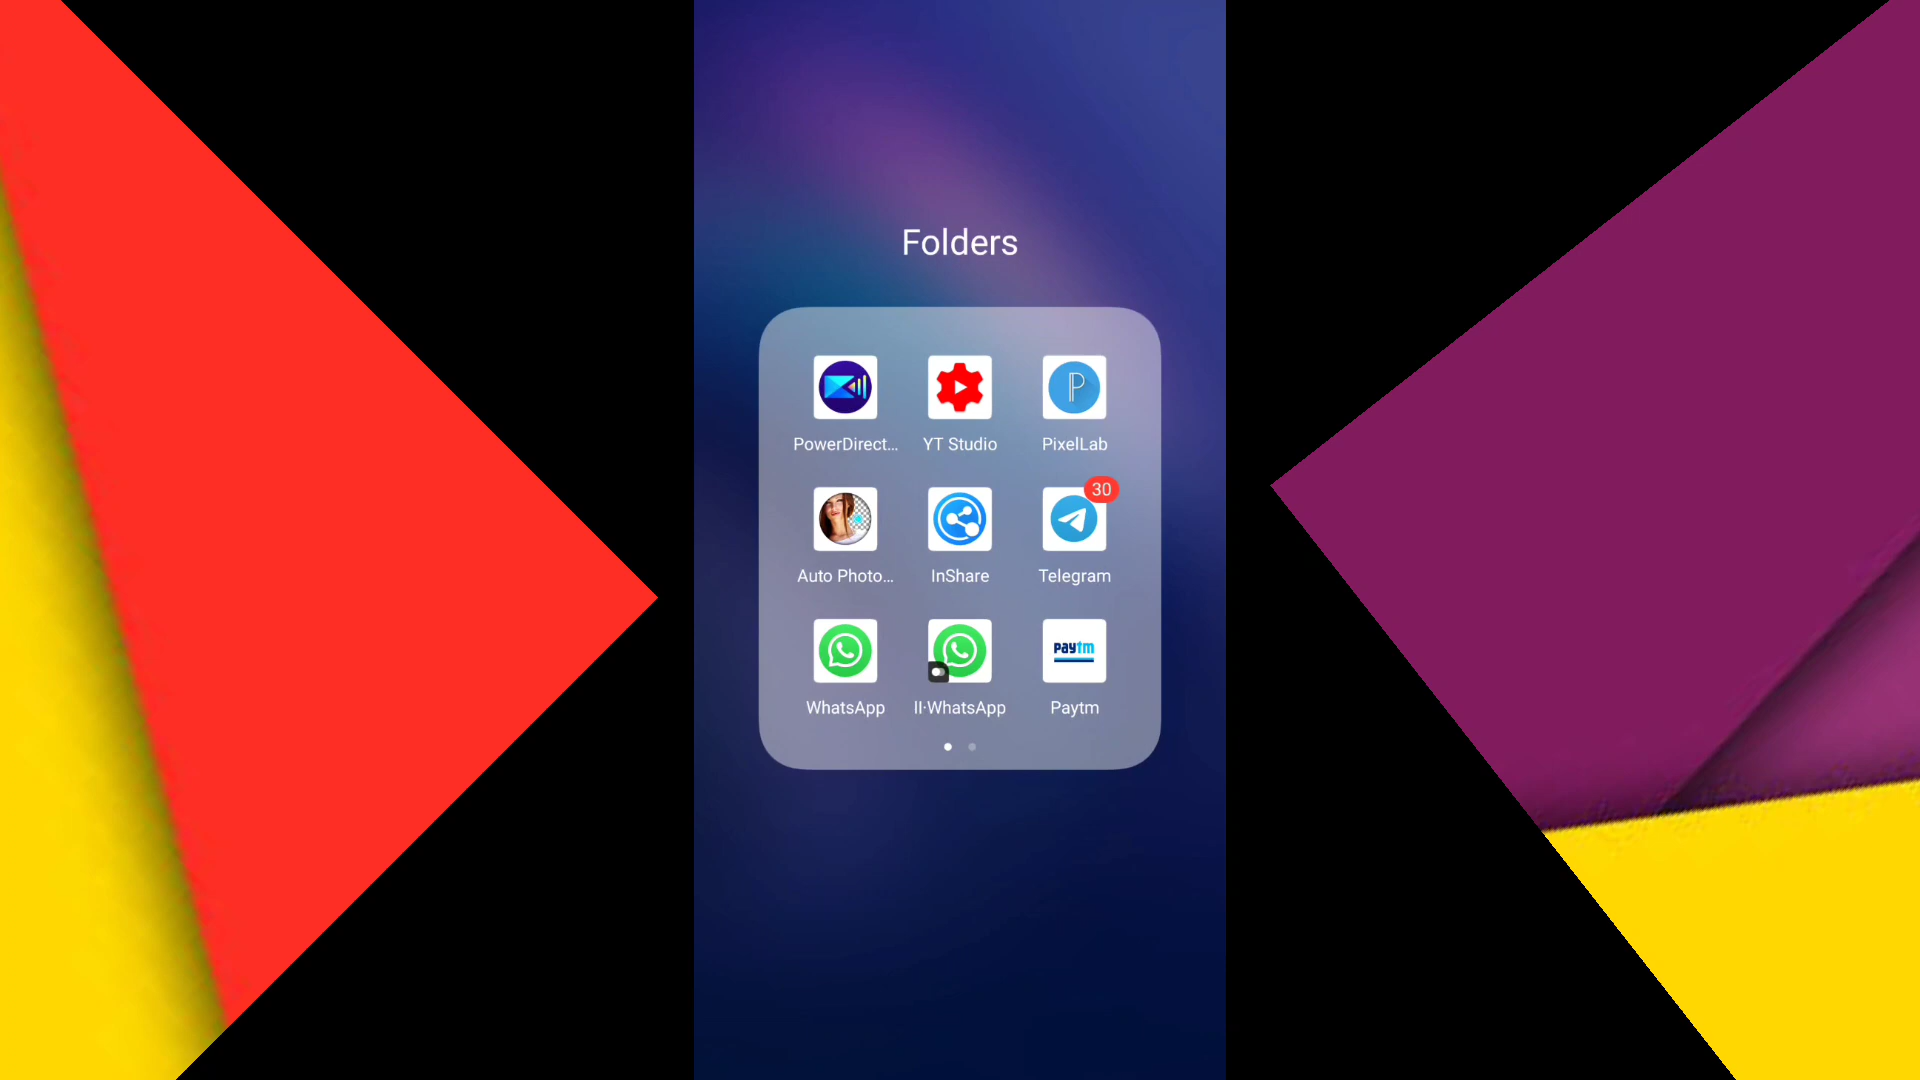 Folders
PowerDirect...
YT Studio
PixelLab
30
Auto Photo...
InShare
Telegram
paytm
WhatsApp
II·WhatsApp
Paytm